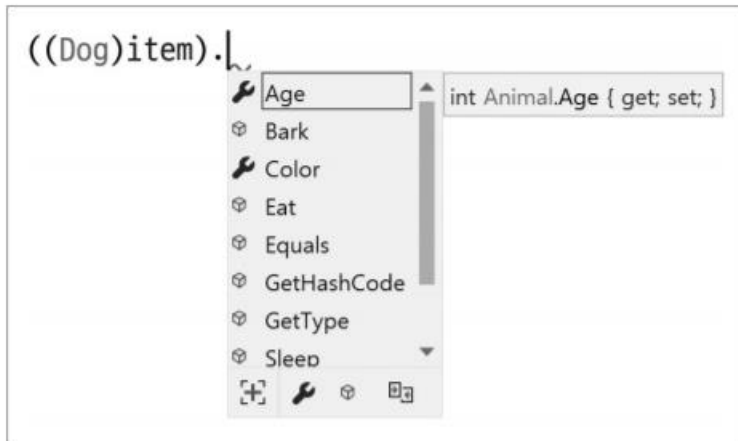 ((Dog)item).
Age
int Animal.Age { get; set; }
Bark
Color
Eat
Equals
GetHashCode
GetType
Sleep